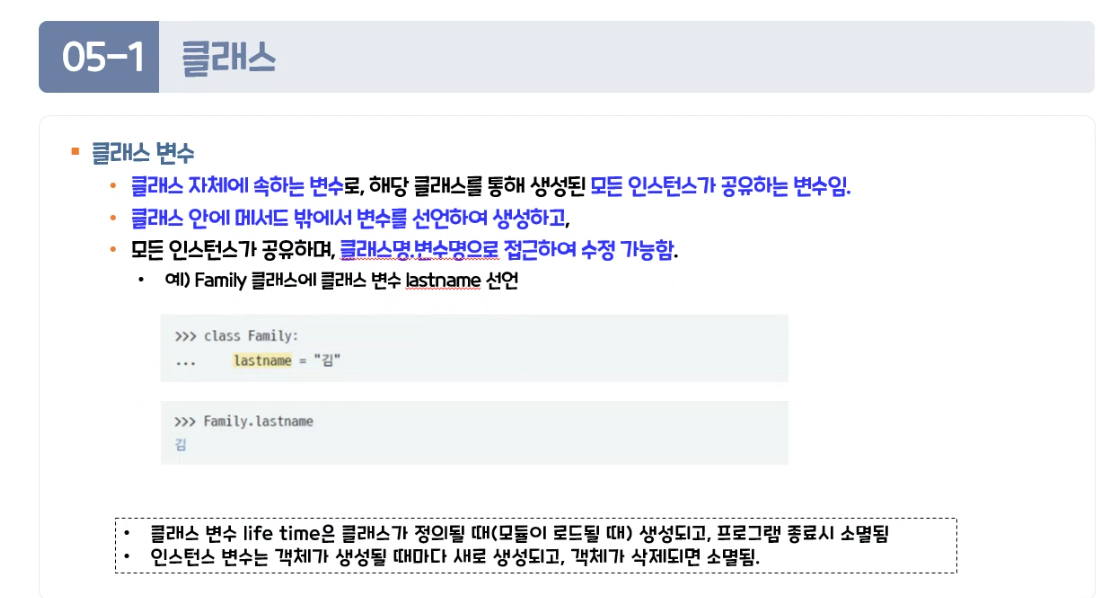 05-1 클래스
클래스 변수
클래스 자체에 속하는 변수로, 해당 클래스를 통해 생성된 모든 인스턴스가 공유하는 변수임.
클래스 안에 메서드 밖에서 변수를 선언하여 생성하고,
모든 인스턴스가 공유하며, 클래스명.변수명으로 접근하여 수정 가능함.
예) Family 클래스에 클래스 변수 lastname 선언
>>> class Family:
...     lastname = "김"
>>> Family.lastname
김
클래스 변수 life time은 클래스가 정의될 때(모듈이 로드될 때) 생성되고, 프로그램 종료시 소멸됨
인스턴스 변수는 객체가 생성될 때마다 새로 생성되고, 객체가 삭제되면 소멸됨.